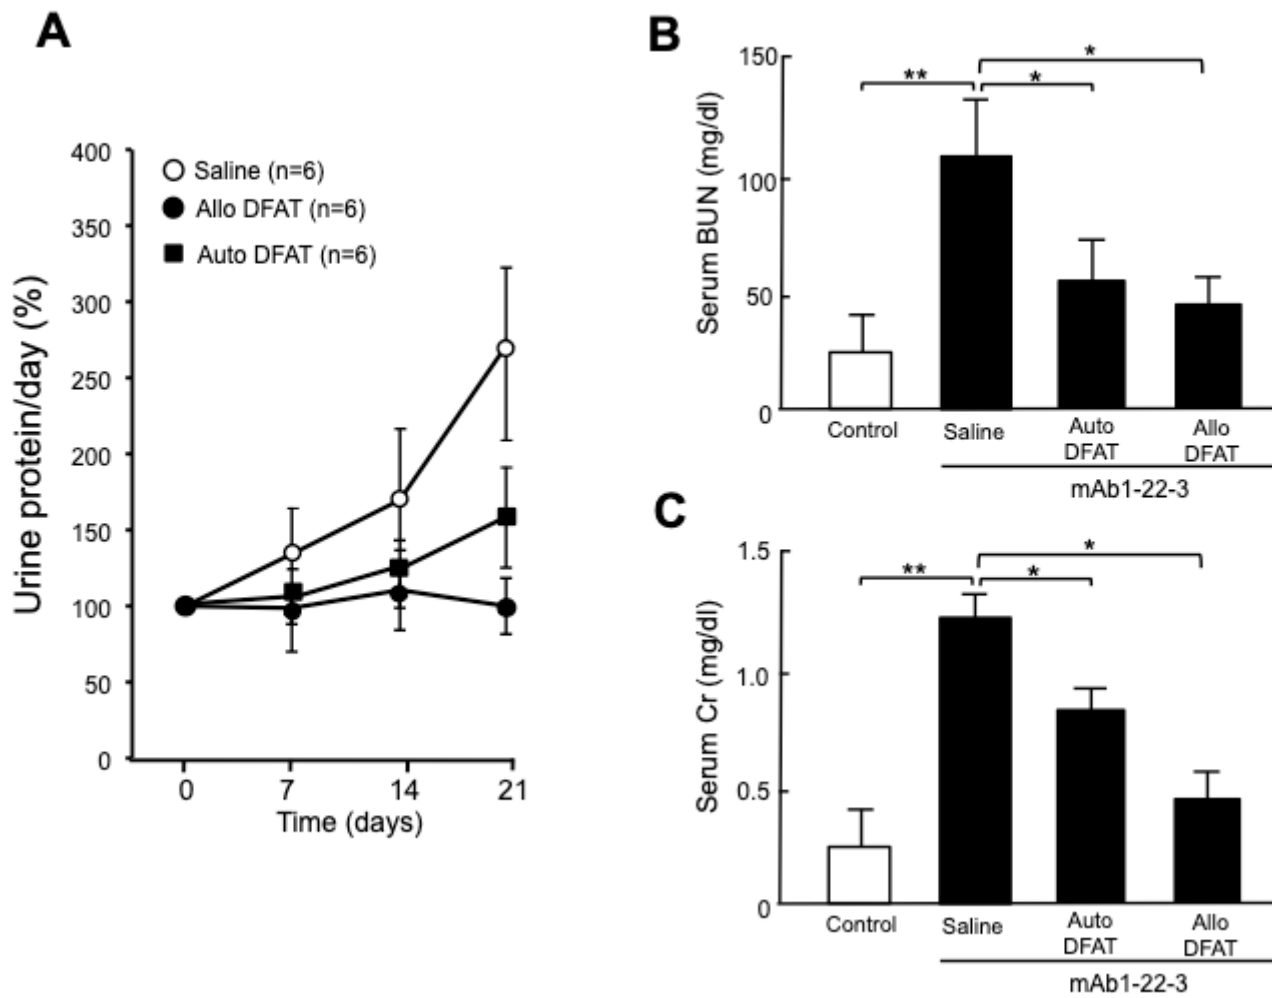 A
400
350
300
250
200
150
100
50
0
Urine protein/day (%)
Saline (n=6)
Allo DFAT (n=6)
Auto DFAT (n=6)
0 7 14 21
Time (days)
B
150
100
50
0
Serum BUN (mg/dl)
** * *
Control Saline Auto DFAT Allo DFAT
mAb1-22-3
C
1.5
1.0
0.5
0
Serum Cr (mg/dl)
** * *
Control Saline Auto DFAT Allo DFAT
mAb1-22-3